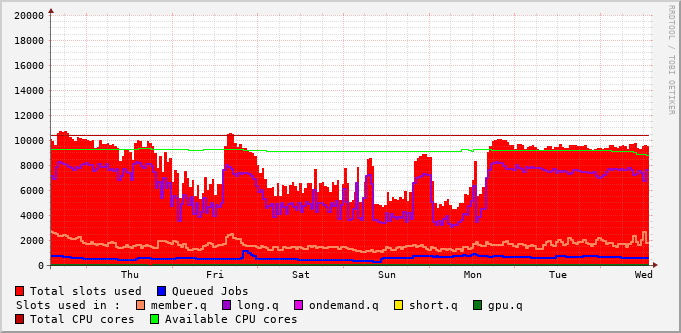 20000
18000
16000
14000
12000
10000
8000
6000
4000
2000
0
Thu Fri Sat Sun Mon Tue Wed
Total slots used Queued Jobs
Slots used in : member.q long.q ondemand.q short.q gpu.q
Total CPU cores Available CPU cores
RRDTOOL / TOBI OETIKER